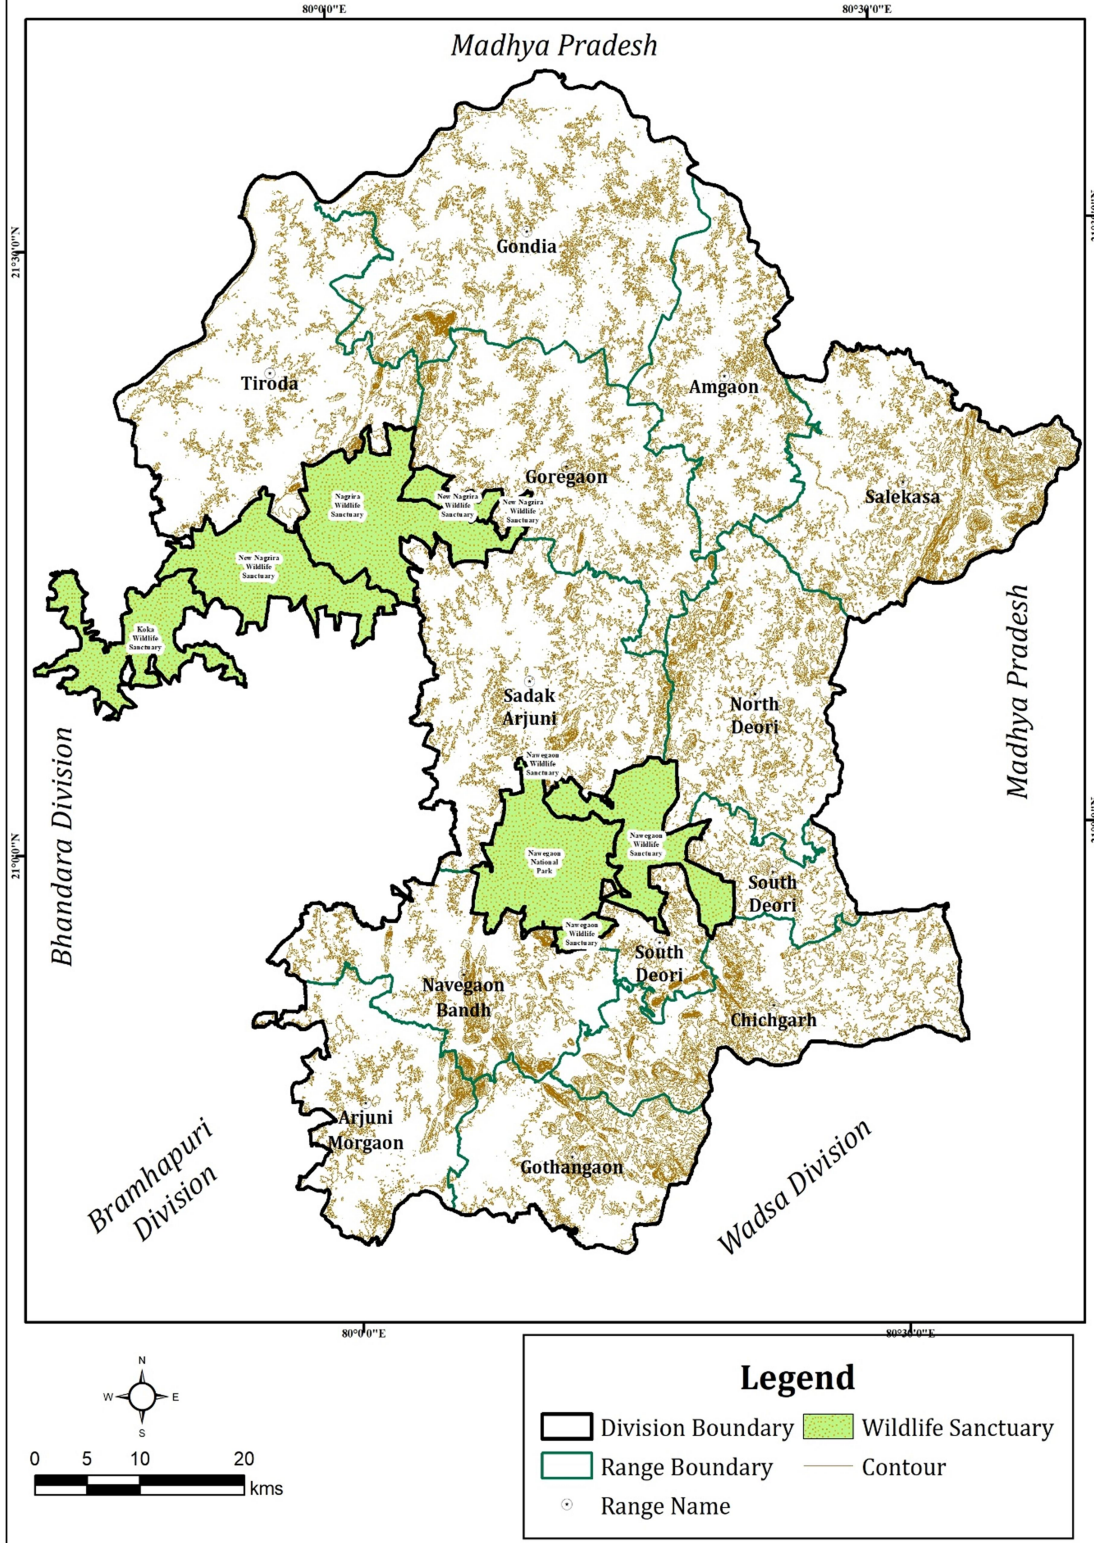 80°0'0"E
80°30'0"E
Madhya Pradesh
21°30'0"N
Gondia
Tiroda
Amgaon
Goregaon
Salekasa
Nagzira
Wildlife
Sanctuary
New Nagzira
Wildlife
Sanctuary
New Nagzira
Wildlife
Sanctuary
New Nagzira
Wildlife
Sanctuary
Koka
Wildlife
Sanctuary
Madhya Pradesh
Sadak
Arjuni
North
Deori
Nawegaon
Wildlife
Sanctuary
Bhandara Division
21°0'0"N
Nawegaon
Wildlife
Sanctuary
Nawegaon
National
Park
South
Deori
Nawegaon
Wildlife
Sanctuary
South
Deori
Navegaon
Bandh
Chichgarh
Arjuni
Morgaon
Gothangaon
Bramhapuri
Division
Wadsa Division
80°0'0"E
80°30'0"E
N
W
E
S
0
5
10
20
kms
Legend
Division Boundary
Wildlife Sanctuary
Range Boundary
Contour
Range Name